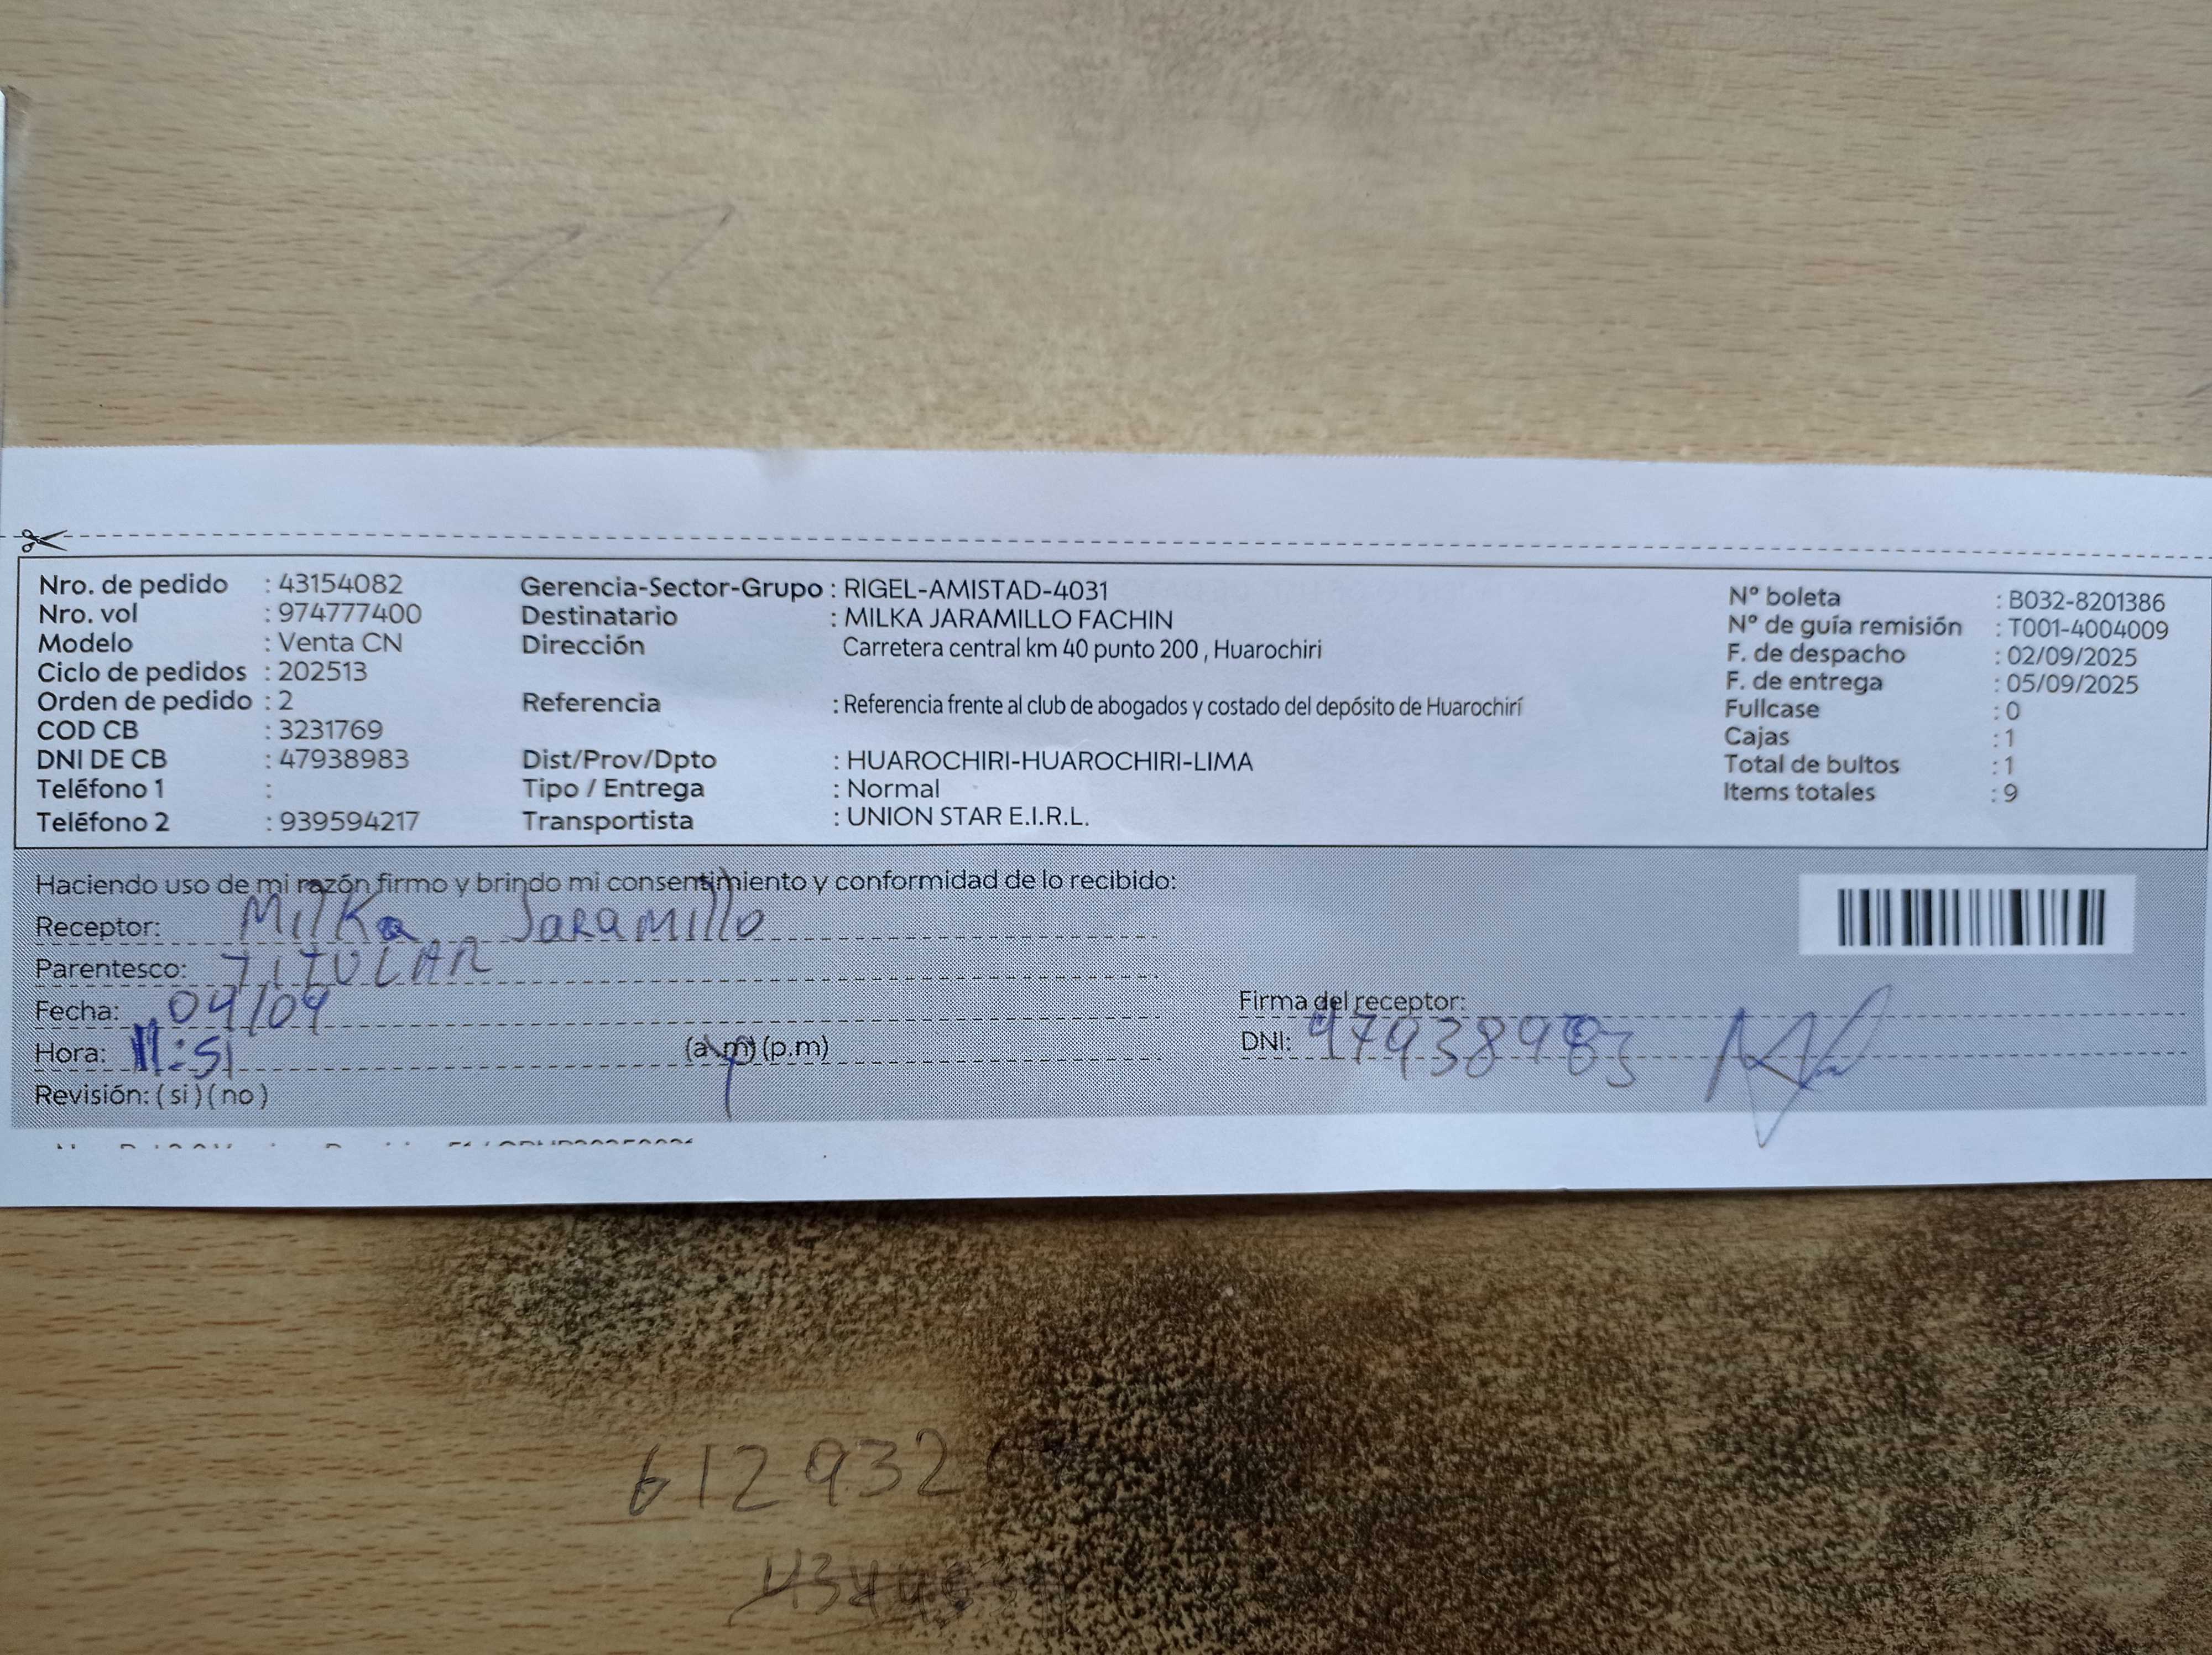 Nro. de pedido : 43154082 Gerencia-Sector-Grupo : RIGEL-AMISTAD-4031 N° boleta : B032-8201386
Nro. vol : 974777400 Destinatario : MILKA JARAMILLO FACHIN N° de guía remisión : T001-4004009
Modelo : Venta CN Dirección Carretera central km 40 punto 200 , Huarochiri F. de despacho : 02/09/2025
Ciclo de pedidos : 202513 F. de entrega : 05/09/2025
Orden de pedido : 2 Referencia : Referencia frente al club de abogados y costado del depósito de Huarochirí Fullcase : 0
COD CB : 3231769 Cajas : 1
DNI DE CB : 47938983 Dist/Prov/Dpto : HUAROCHIRI-HUAROCHIRI-LIMA Total de bultos : 1
Teléfono 1 : Tipo / Entrega : Normal Items totales : 9
Teléfono 2 : 939594217 Transportista : UNION STAR E.I.R.L.
Haciendo uso de mi razón firmo y brindo mi consentimiento y conformidad de lo recibido:
Receptor: Milka Jaramillo
Parentesco: TITULAR
Fecha: 04/09 Firma del receptor:
Hora: 11:51 (a.m) (p.m) DNI: 47938983
Revisión: ( si ) ( no )
612932